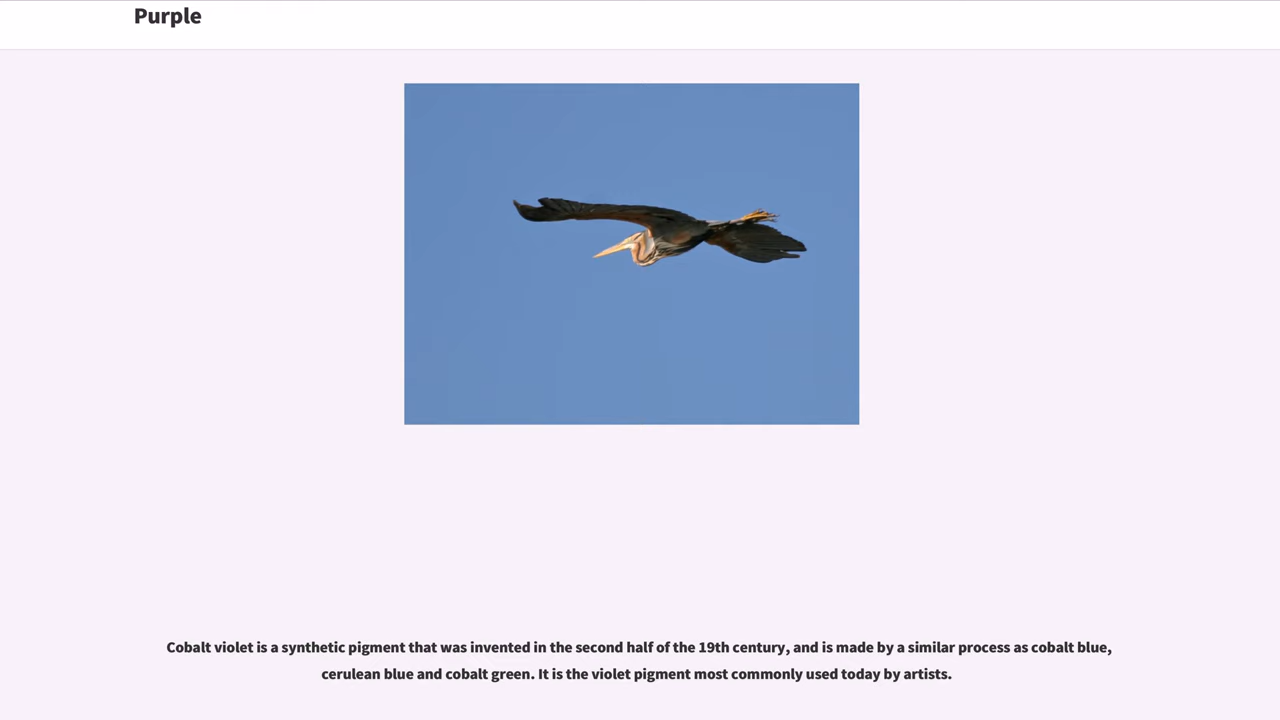 Purple
Cobalt violet is a synthetic pigment that was invented in the second half of the 19th century, and is made by a similar process as cobalt blue,
cerulean blue and cobalt green. It is the violet pigment most commonly used today by artists.